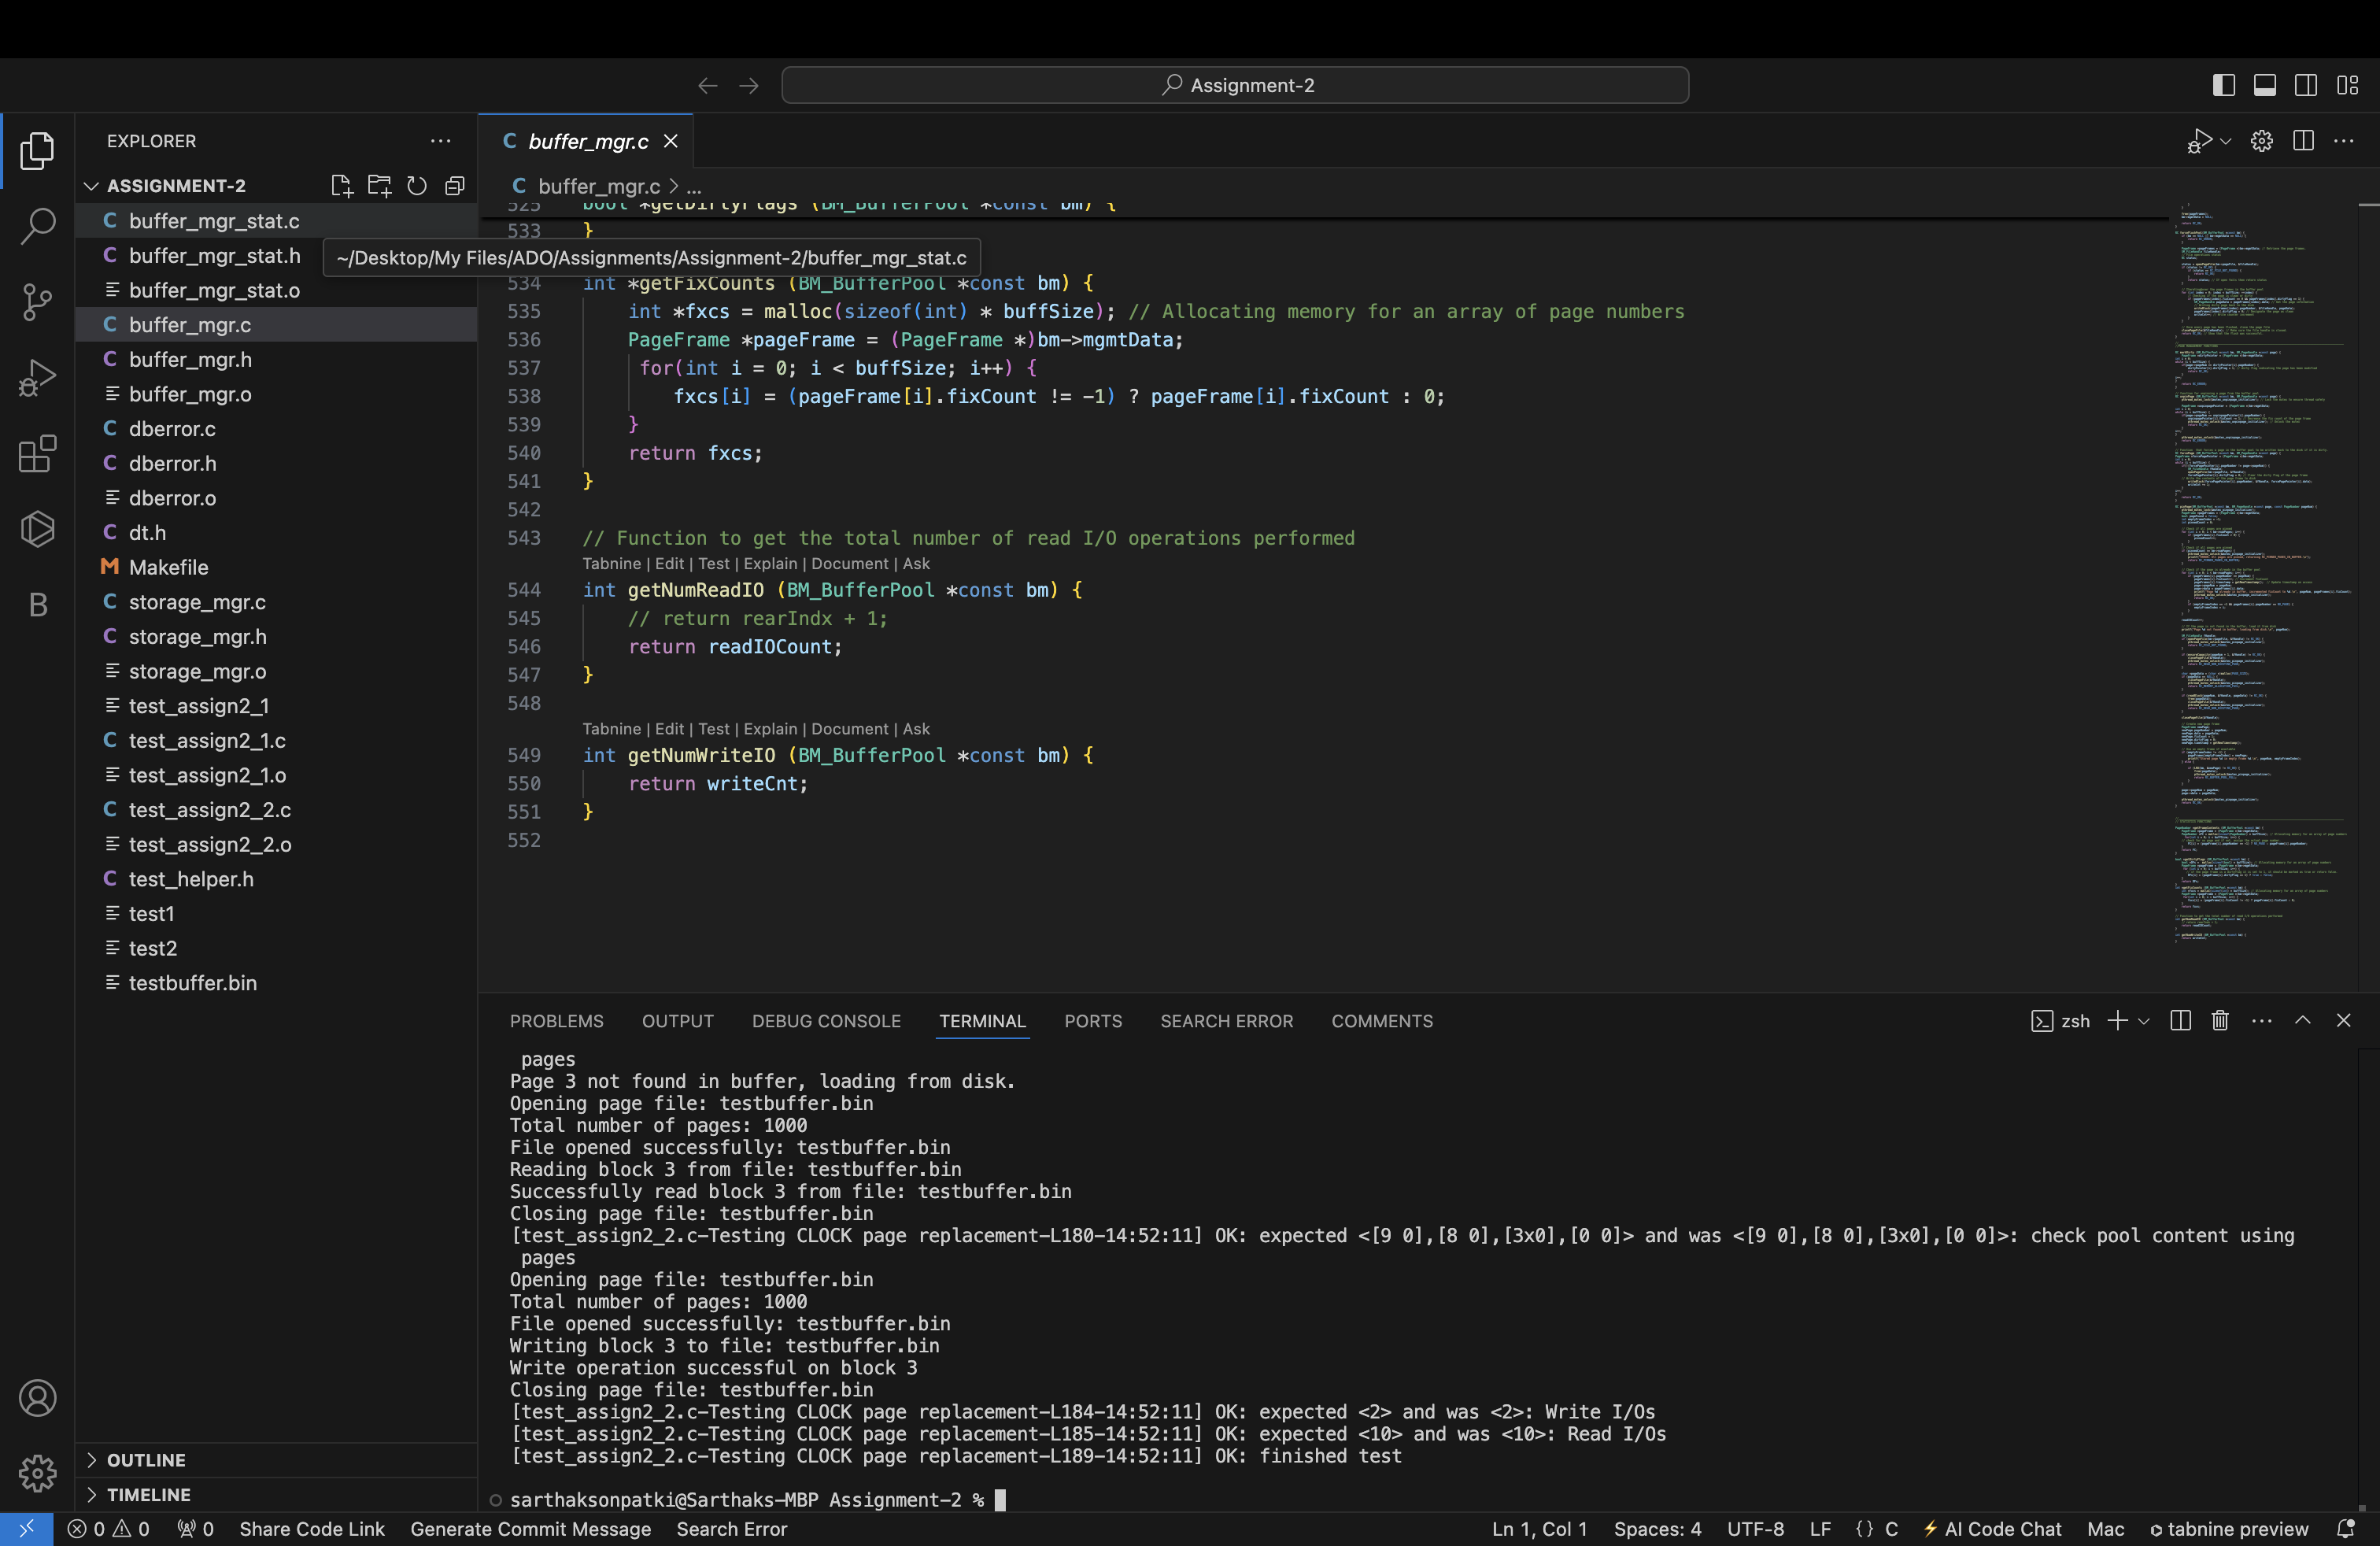 Assignment-2
EXPLORER
ASSIGNMENT-2
buffer_mgr_stat.c
buffer_mgr_stat.h
buffer_mgr_stat.o
buffer_mgr.c
buffer_mgr.h
buffer_mgr.o
dberror.c
dberror.h
dberror.o
dt.h
Makefile
storage_mgr.c
storage_mgr.h
storage_mgr.o
test_assign2_1
test_assign2_1.c
test_assign2_1.o
test_assign2_2.c
test_assign2_2.o
test_helper.h
test1
test2
testbuffer.bin
OUTLINE
TIMELINE
C buffer_mgr.c
C buffer_mgr.c > ...
525 bool *getDirtyFlags (BM_BufferPool *const bm) {
533 }
~/Desktop/My Files/ADO/Assignments/Assignment-2/buffer_mgr_stat.c
534 int *getFixCounts (BM_BufferPool *const bm) {
535 int *fxcs = malloc(sizeof(int) * buffSize); // Allocating memory for an array of page numbers
536 PageFrame *pageFrame = (PageFrame *)bm->mgmtData;
537 for(int i = 0; i < buffSize; i++) {
538 fxcs[i] = (pageFrame[i].fixCount != -1) ? pageFrame[i].fixCount : 0;
539 }
540 return fxcs;
541 }
542
543 // Function to get the total number of read I/O operations performed
Tabnine | Edit | Test | Explain | Document | Ask
544 int getNumReadIO (BM_BufferPool *const bm) {
545 // return rearIndx + 1;
546 return readIOCount;
547 }
548
Tabnine | Edit | Test | Explain | Document | Ask
549 int getNumWriteIO (BM_BufferPool *const bm) {
550 return writeCnt;
551 }
552
PROBLEMS OUTPUT DEBUG CONSOLE TERMINAL PORTS SEARCH ERROR COMMENTS
zsh
pages
Page 3 not found in buffer, loading from disk.
Opening page file: testbuffer.bin
Total number of pages: 1000
File opened successfully: testbuffer.bin
Reading block 3 from file: testbuffer.bin
Successfully read block 3 from file: testbuffer.bin
Closing page file: testbuffer.bin
[test_assign2_2.c-Testing CLOCK page replacement-L180-14:52:11] OK: expected <[9 0],[8 0],[3x0],[0 0]> and was <[9 0],[8 0],[3x0],[0 0]>: check pool content using
pages
Opening page file: testbuffer.bin
Total number of pages: 1000
File opened successfully: testbuffer.bin
Writing block 3 to file: testbuffer.bin
Write operation successful on block 3
Closing page file: testbuffer.bin
[test_assign2_2.c-Testing CLOCK page replacement-L184-14:52:11] OK: expected <2> and was <2>: Write I/Os
[test_assign2_2.c-Testing CLOCK page replacement-L185-14:52:11] OK: expected <10> and was <10>: Read I/Os
[test_assign2_2.c-Testing CLOCK page replacement-L189-14:52:11] OK: finished test
sarthaksonpatki@Sarthaks-MBP Assignment-2 %
0 0 0 Share Code Link Generate Commit Message Search Error
Ln 1, Col 1 Spaces: 4 UTF-8 LF {} C AI Code Chat Mac tabnine preview